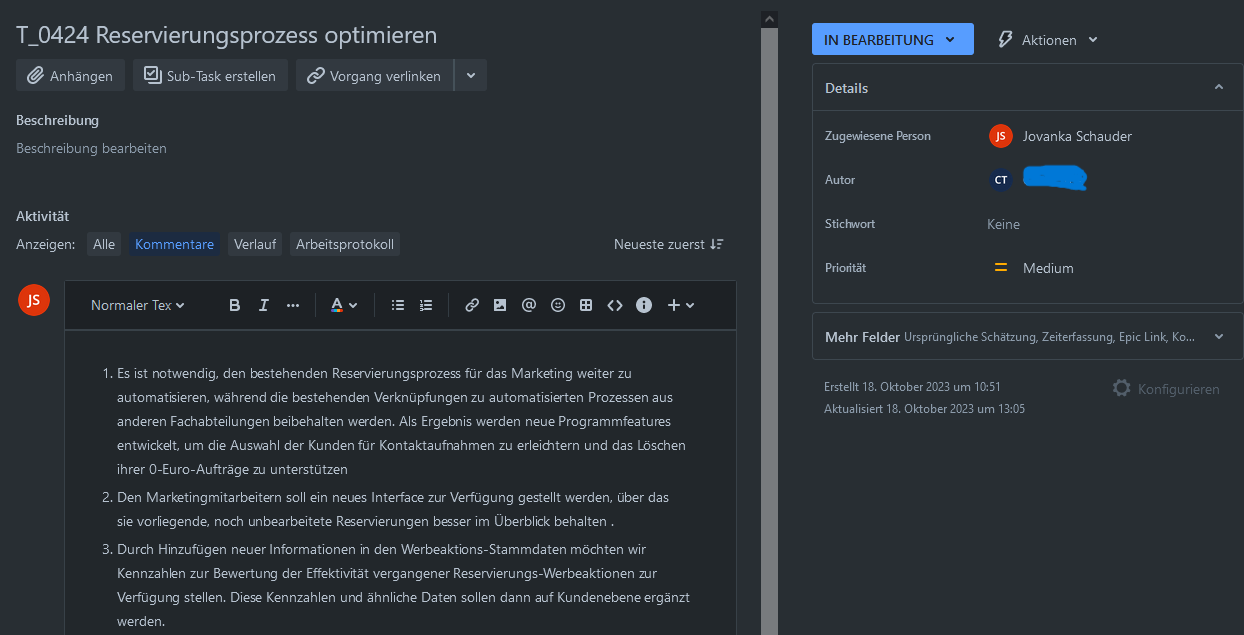 T_0424 Reservierungsprozess optimieren
Anhängen
Sub-Task erstellen
Vorgang verlinken
Beschreibung
Beschreibung bearbeiten
Aktivität
Anzeigen:
Alle
Kommentare
Verlauf
Arbeitsprotokoll
Neueste zuerst
JS
Normaler Tex
B
I
A
1. Es ist notwendig, den bestehenden Reservierungsprozess für das Marketing weiter zu
automatisieren, während die bestehenden Verknüpfungen zu automatisierten Prozessen aus
anderen Fachabteilungen beibehalten werden. Als Ergebnis werden neue Programmfeatures
entwickelt, um die Auswahl der Kunden für Kontaktaufnahmen zu erleichtern und das Löschen
ihrer 0-Euro-Aufträge zu unterstützen
2. Den Marketingmitarbeitern soll ein neues Interface zur Verfügung gestellt werden, über das
sie vorliegende, noch unbearbeitete Reservierungen besser im Überblick behalten .
3. Durch Hinzufügen neuer Informationen in den Werbeaktions-Stammdaten möchten wir
Kennzahlen zur Bewertung der Effektivität vergangener Reservierungs-Werbeaktionen zur
Verfügung stellen. Diese Kennzahlen und ähnliche Daten sollen dann auf Kundenebene ergänzt
werden.
IN BEARBEITUNG
Aktionen
Details
Zugewiesene Person
JS
Jovanka Schauder
Autor
CT
Stichwort
Keine
Priorität
Medium
Mehr Felder Ursprüngliche Schätzung, Zeiterfassung, Epic Link, Ko...
Erstellt 18. Oktober 2023 um 10:51
Konfigurieren
Aktualisiert 18. Oktober 2023 um 13:05